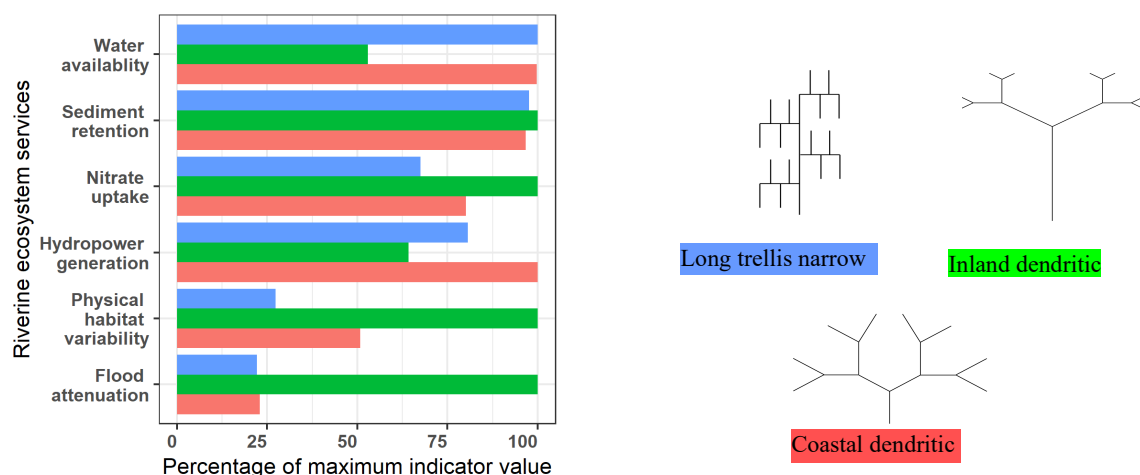 Riverine ecosystem services
Water
availablity
Sediment
retention
Nitrate
uptake
Hydropower
generation
Physical
habitat
variability
Flood
attenuation
0 25 50 75 100
Percentage of maximum indicator value
Long trellis narrow
Inland dendritic
Coastal dendritic